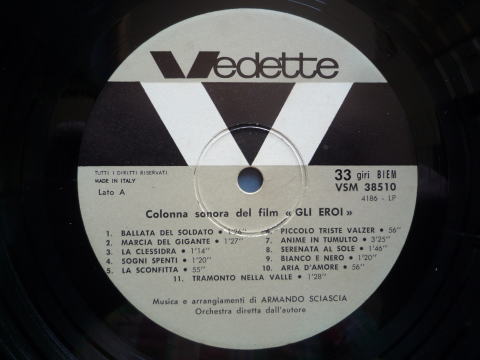 Vedette
TUTTI I DIRITTI RISERVATI
MADE IN ITALY
Lato A
33 giri BIEM
VSM 38510
4186 - LP
Colonna sonora del film « GLI EROI »
1. BALLATA DEL SOLDATO • 1'26"
2. MARCIA DEL GIGANTE • 1'27"
3. LA CLESSIDRA • 1'14"
4. SOGNI SPENTI • 1'20"
5. LA SCONFITTA • 55"
6. PICCOLO TRISTE VALZER • 56"
7. ANIME IN TUMULTO • 3'25"
8. SERENATA AL SOLE • 1'46"
9. BIANCO E NERO • 1'20"
10. ARIA D'AMORE • 56"
11. TRAMONTO NELLA VALLE • 1'28"
Musica e arrangiamenti di ARMANDO SCIASCIA
Orchestra diretta dall'autore